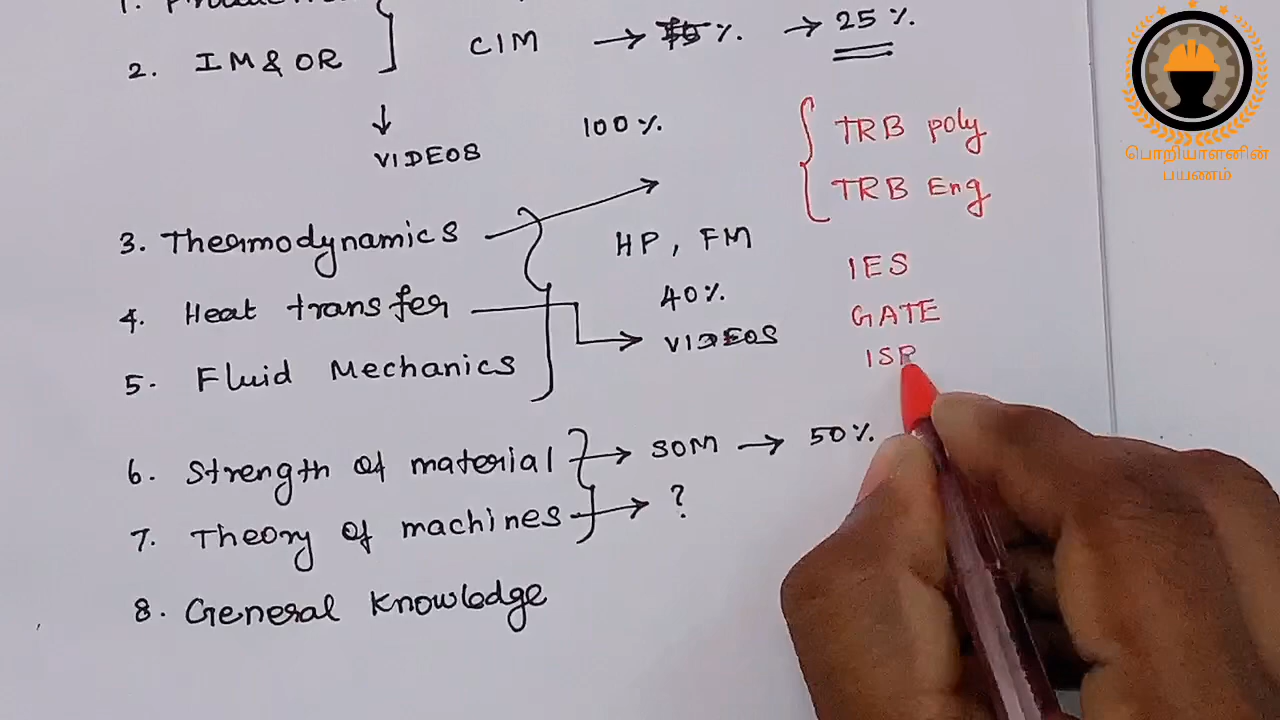 1.
2. IM & OR CIM → %. → 25 %.
↓
VIDEOS
100 %.
TRB poly
TRB Eng
3. Thermodynamics
HP, FM
4. Heat transfer
40 %.
→ VIDEOS
5. Fluid Mechanics
IES
GATE
ISR
6. Strength of material → SOM → 50 %.
7. Theory of machines → ?
8. General Knowledge
பொறியாளனின்
பயணம்